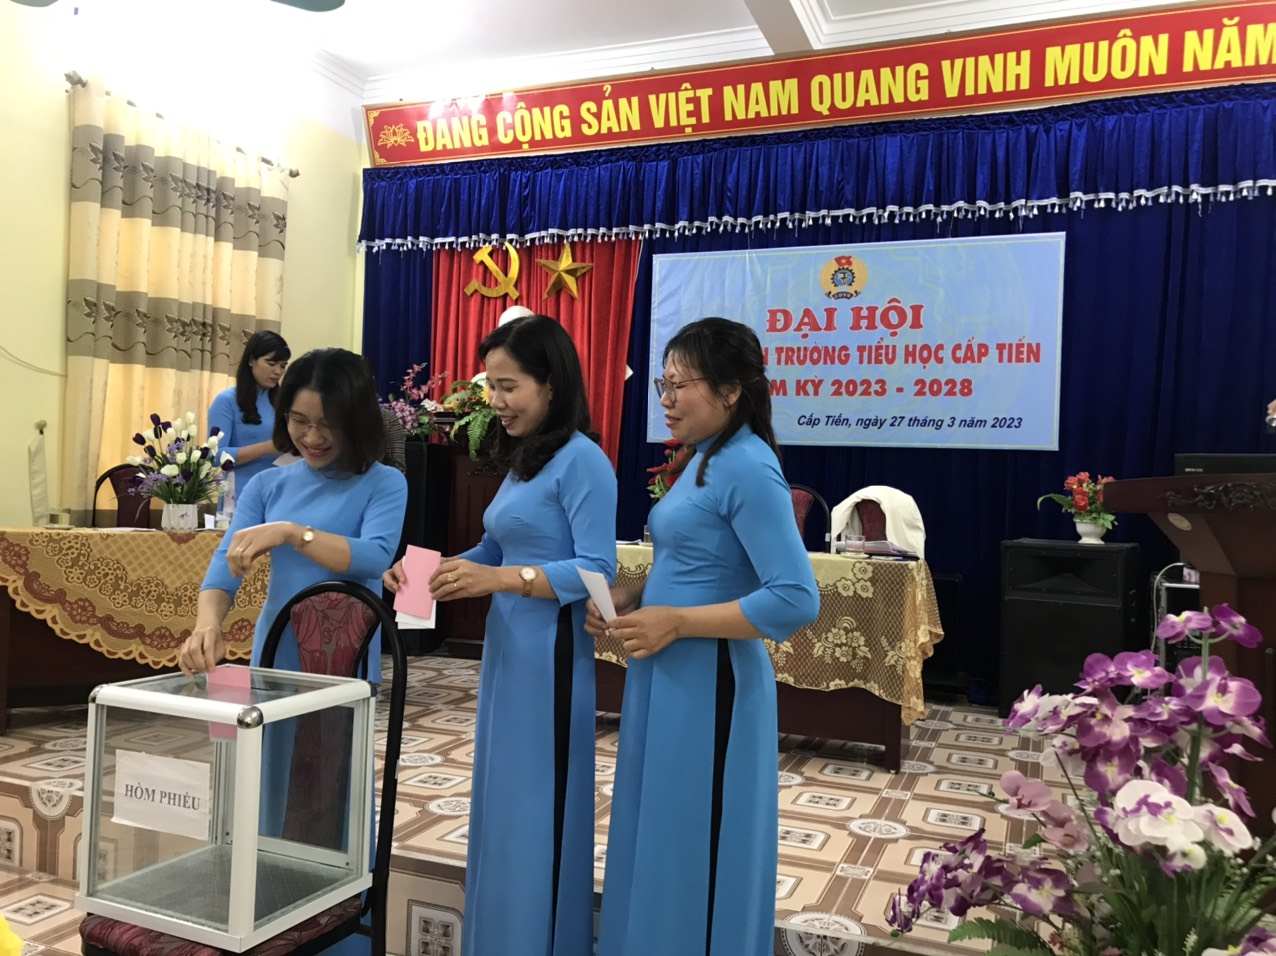 ĐẢNG CỘNG SẢN VIỆT NAM QUANG VINH MUÔN NĂM
ĐẠI HỘI
TRƯỜNG TIỂU HỌC CẤP TIẾN
KỲ 2023 - 2028
Cấp Tiến, ngày 27 tháng 3 năm 2023
HÒM PHIẾU